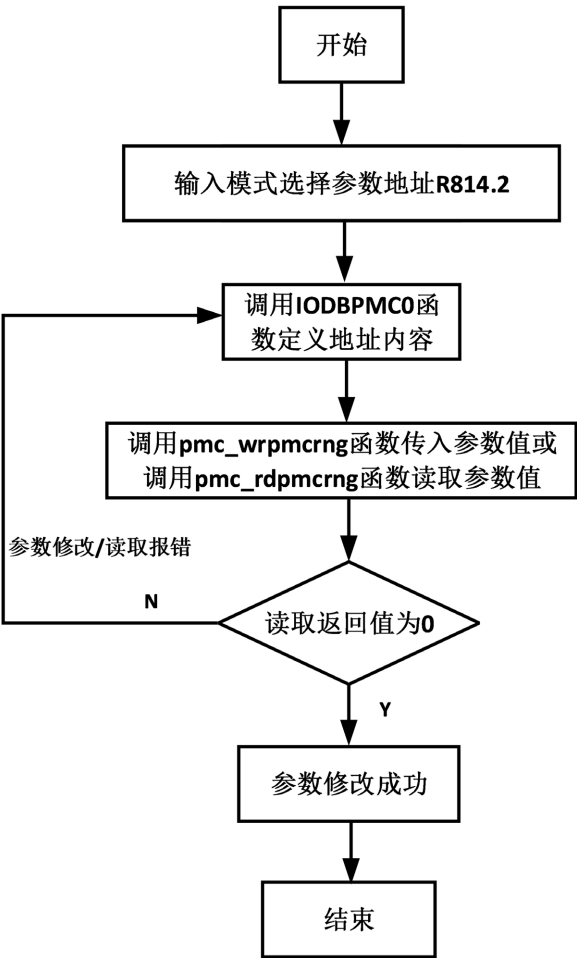 开始
输入模式选择参数地址R814.2
调用IODBPMC0函
数定义地址内容
调用pmc_wrpmcrng函数传入参数值或
调用pmc_rdpmcrng函数读取参数值
参数修改/读取报错
N
读取返回值为0
Y
参数修改成功
结束